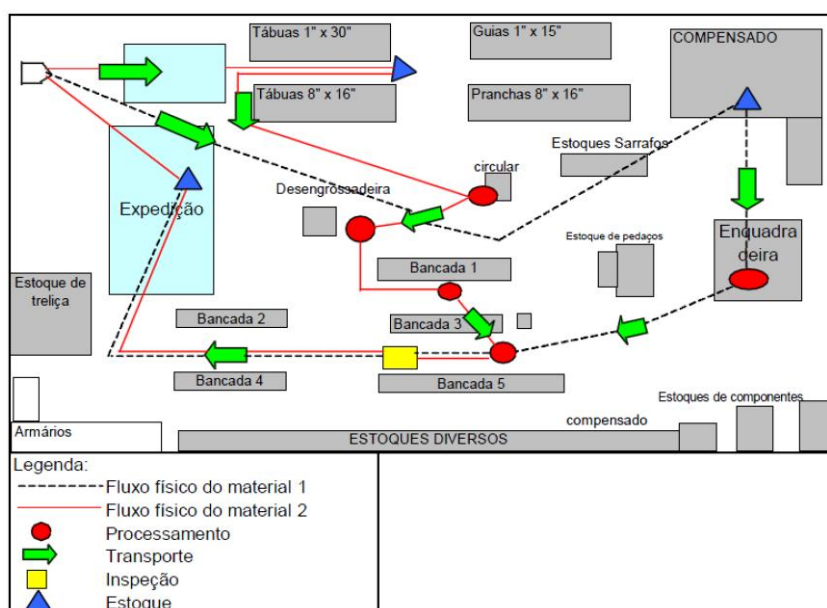 Tábuas 1" x 30"
Guias 1" x 15"
COMPENSADO
Tábuas 8" x 16"
Pranchas 8" x 16"
Estoques Sarrafos
circular
Desengrossadeira
Expedição
Estoque de pedaços
Enquadra
deira
Bancada 1
Estoque de
treliça
Bancada 2
Bancada 3
Bancada 4
Bancada 5
Estoques de componentes
compensado
Armários
ESTOQUES DIVERSOS
Legenda:
Fluxo físico do material 1
Fluxo físico do material 2
Processamento
Transporte
Inspeção
Estoque